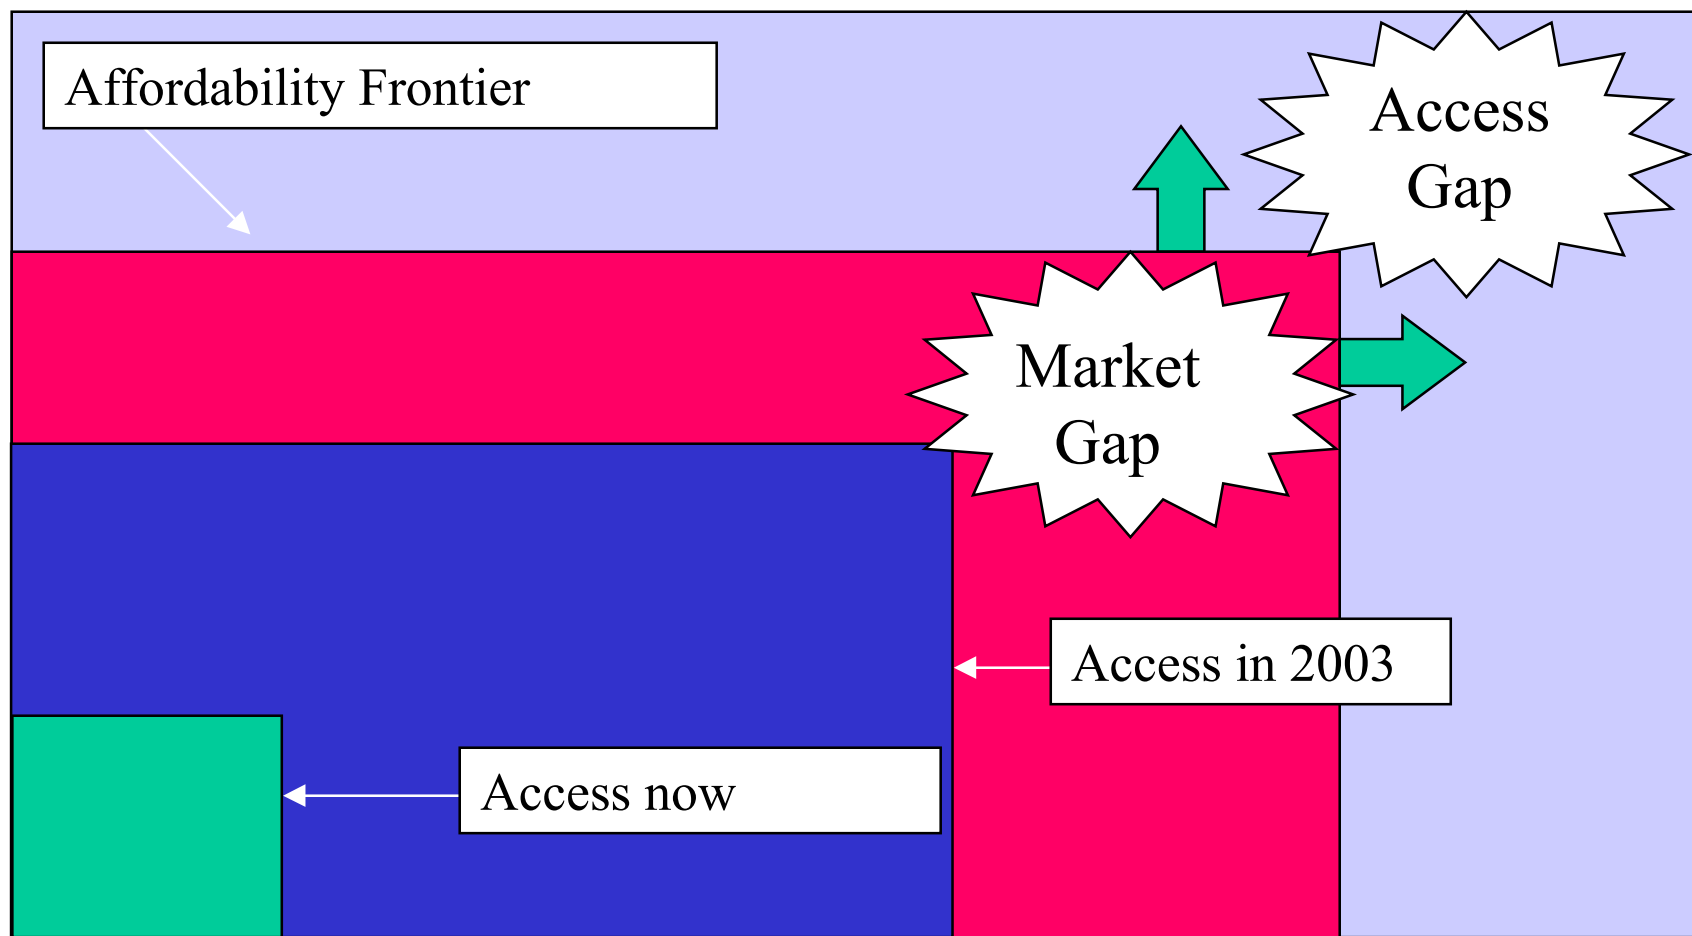 Affordability Frontier
Access
Gap
Market
Gap
Access in 2003
Access now